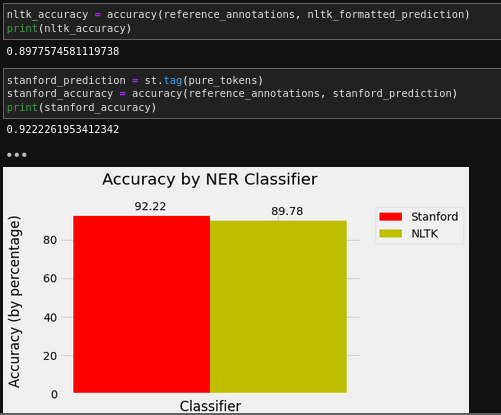 nltk_accuracy = accuracy(reference_annotations, nltk_formatted_prediction)
print(nltk_accuracy)
0.8977574581119738
stanford_prediction = st.tag(pure_tokens)
stanford_accuracy = accuracy(reference_annotations, stanford_prediction)
print(stanford_accuracy)
0.9222261953412342
•••
Accuracy by NER Classifier
92.22
89.78
Stanford
NLTK
Accuracy (by percentage)
80
60
40
20
0
Classifier